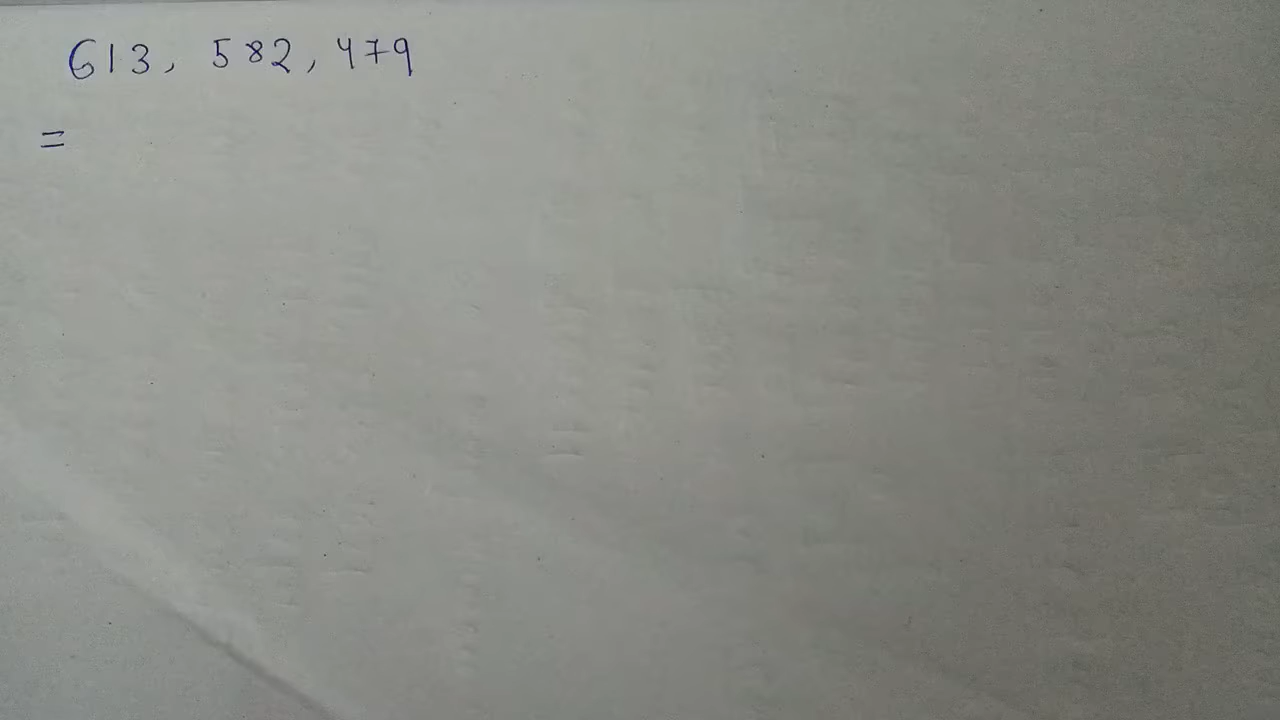 613, 582, 479
=